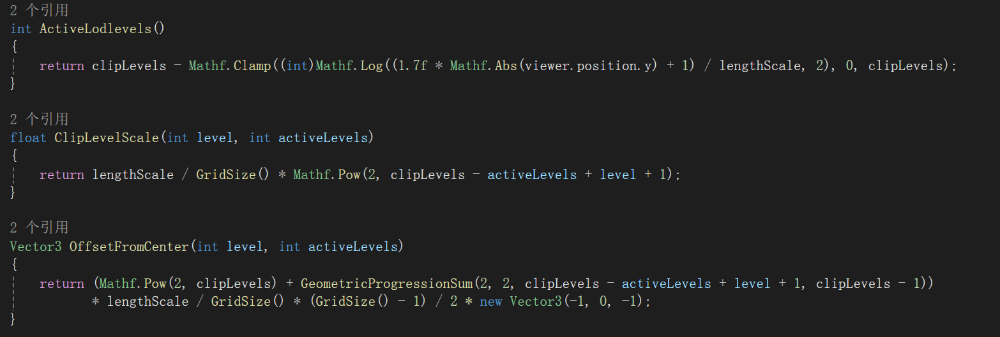 2 个引用
int ActiveLodlevels()
{
return clipLevels - Mathf.Clamp((int)Mathf.Log((1.7f * Mathf.Abs(viewer.position.y) + 1) / lengthScale, 2), 0, clipLevels);
}
2 个引用
float ClipLevelScale(int level, int activeLevels)
{
return lengthScale / GridSize() * Mathf.Pow(2, clipLevels - activeLevels + level + 1);
}
2 个引用
Vector3 OffsetFromCenter(int level, int activeLevels)
{
return (Mathf.Pow(2, clipLevels) + GeometricProgressionSum(2, 2, clipLevels - activeLevels + level + 1, clipLevels - 1))
* lengthScale / GridSize() * (GridSize() - 1) / 2 * new Vector3(-1, 0, -1);
}